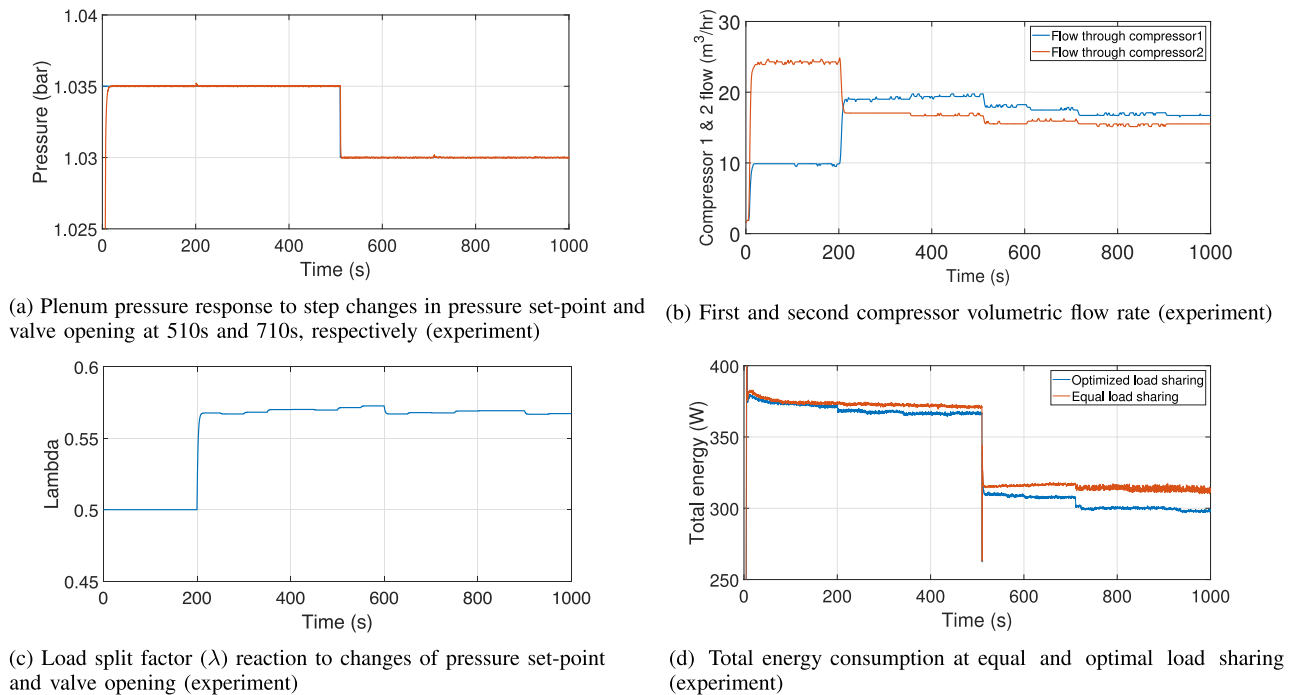 1.04
1.035
1.03
1.025
Pressure (bar)
0
200
400
600
800
1000
Time (s)
(a) Plenum pressure response to step changes in pressure set-point and
valve opening at 510s and 710s, respectively (experiment)
30
20
10
0
Compressor 1 & 2 flow (m³/hr)
Flow through compressor1
Flow through compressor2
0
200
400
600
800
1000
Time (s)
(b) First and second compressor volumetric flow rate (experiment)
0.6
0.55
0.5
0.45
Lambda
0
200
400
600
800
1000
Time (s)
(c) Load split factor (λ) reaction to changes of pressure set-point
and valve opening (experiment)
400
350
300
250
Total energy (W)
Optimized load sharing
Equal load sharing
0
200
400
600
800
1000
Time (s)
(d) Total energy consumption at equal and optimal load sharing
(experiment)